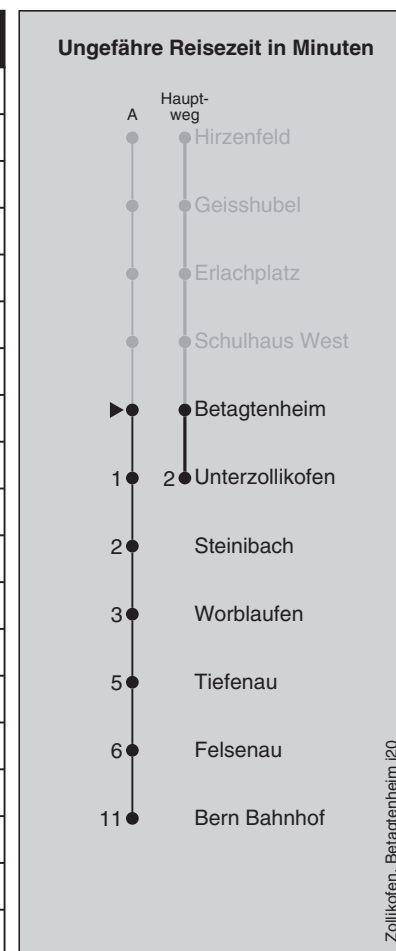 Ungefähre Reisezeit in Minuten
A Haupt-
weg
Hirzenfeld
Geisshubel
Erlachplatz
Schulhaus West
Betagtenheim
1 2 Unterzollikofen
2 Steinibach
3 Worblaufen
5 Tiefenau
6 Felsenau
11 Bern Bahnhof
Zollikofen, Betagtenheim j20